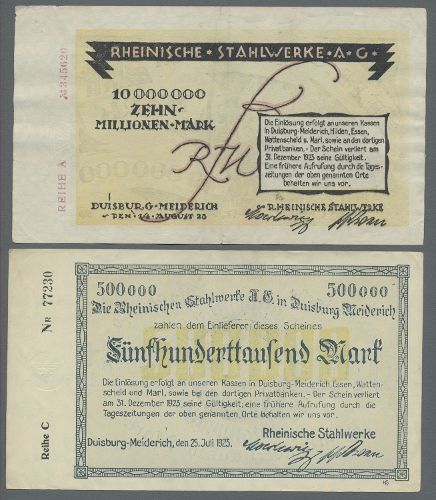 RHEINISCHE · STAHLWERKE · A · G ·
REIHE A
№ 345620
10 000 000
ZEHN-
MILLIONEN-MARK
RSTW
Die Einlösung erfolgt an unseren Kassen
in Duisburg-Meiderich, Hilden, Essen,
Wattenscheid u. Marl, sowie an den dortigen
Privatbanken. - Der Schein verliert am
31. Dezember 1923 seine Gültigkeit.
Eine frühere Aufrufung durch die Tages-
zeitungen der oben genannten Orte
behalten wir uns vor.
DUISBURG-MEIDERICH
- DEN · 14. AUGUST 23
RHEINISCHE STAHLWERKE
500000 500000
Die Rheinischen Stahlwerke A.G. in Duisburg Meiderich
zahlen dem Einlieferer dieses Scheines
Fünfhunderttausend Mark
Die Einlösung erfolgt an unseren Kassen in Duisburg-Meiderich, Essen, Watten-
scheid und Marl, sowie bei den dortigen Privatbanken. - Der Schein verliert
am 31. Dezember 1923 seine Gültigkeit, eine frühere Aufrufung durch die
Tageszeitungen der oben genannten Orte behalten wir uns vor.
Rheinische Stahlwerke
Duisburg-Meiderich, den 25. Juli 1923.
Nr 77230
Reihe C